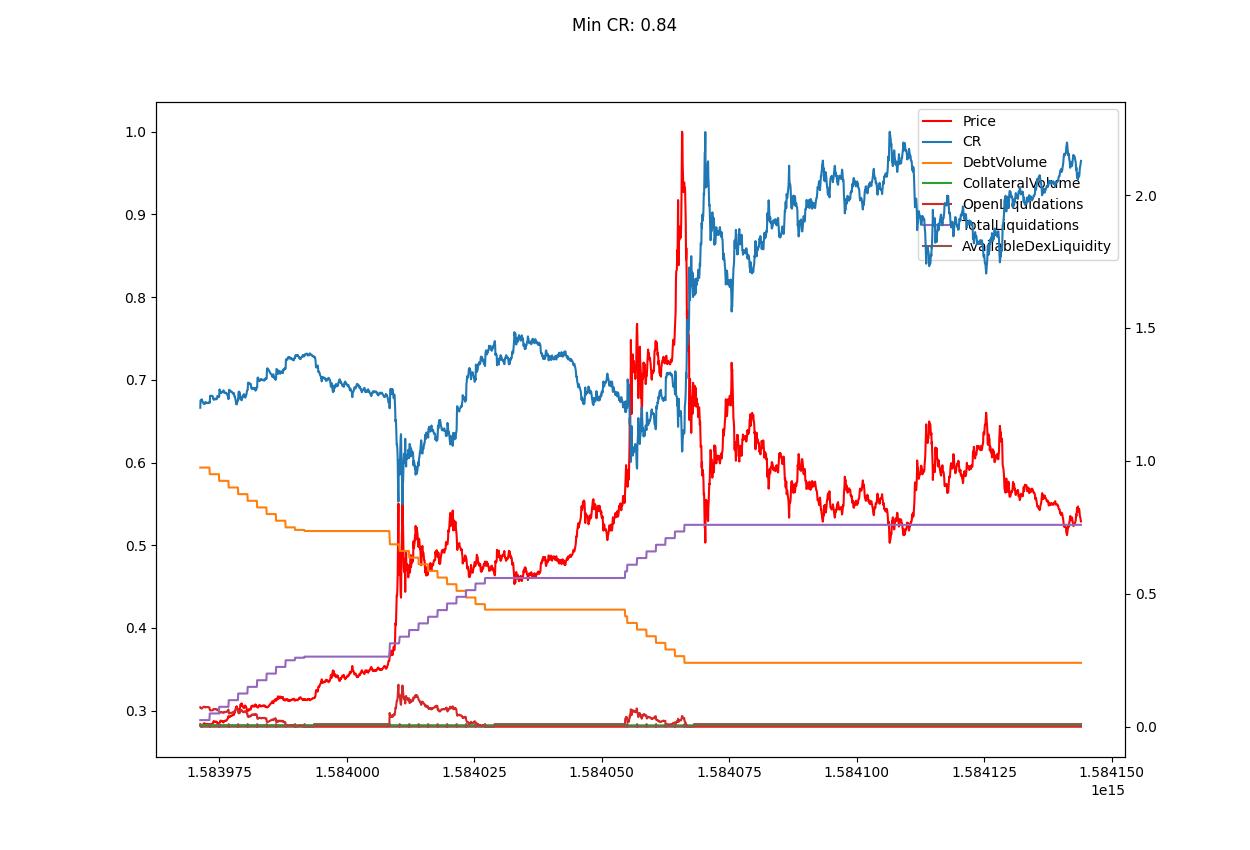 Min CR: 0.84
1.0
0.9
0.8
0.7
0.6
0.5
0.4
0.3
Price
CR
DebtVolume
CollateralVolume
OpenLiquidations
TotalLiquidations
AvailableDexLiquidity
2.0
1.5
1.0
0.5
0.0
1.583975 1.584000 1.584025 1.584050 1.584075 1.584100 1.584125 1.584150
1e15